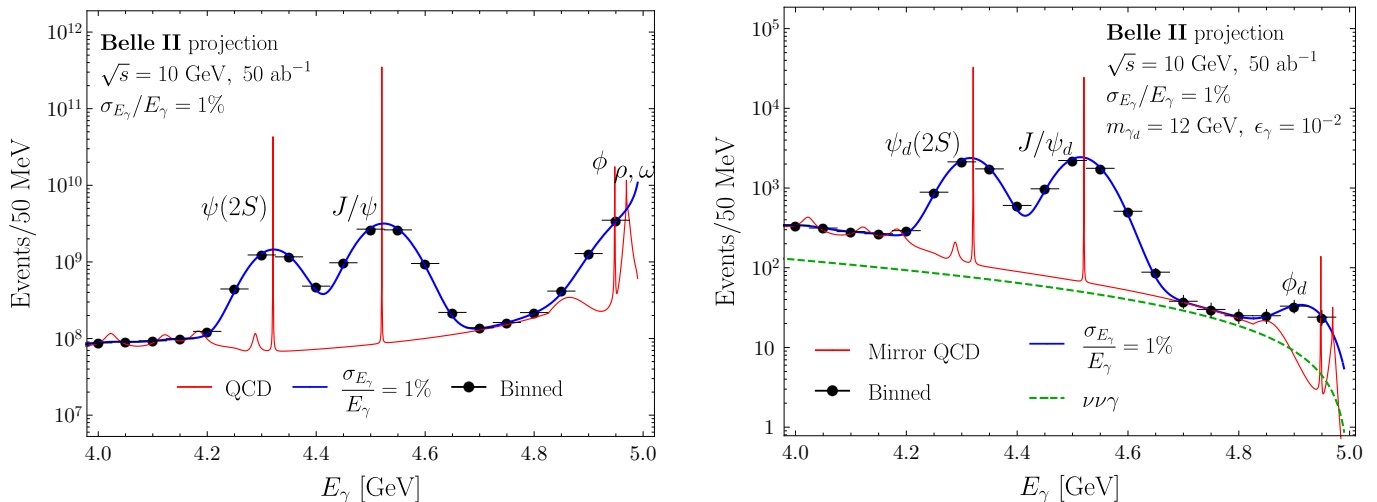 Belle II projection
√s = 10 GeV, 50 ab⁻¹
σ_{E_γ}/E_γ = 1%
ψ(2S)
J/ψ
ϕ
ρ, ω
QCD
σ_{E_γ}/E_γ = 1%
Binned
10¹²
10¹¹
10¹⁰
10⁹
10⁸
10⁷
Events/50 MeV
4.0 4.2 4.4 4.6 4.8 5.0
E_γ [GeV]
Belle II projection
√s = 10 GeV, 50 ab⁻¹
σ_{E_γ}/E_γ = 1%
m_{γ_d} = 12 GeV, ϵ_γ = 10⁻²
ψ_d(2S)
J/ψ_d
ϕ_d
Mirror QCD
σ_{E_γ}/E_γ = 1%
Binned
ννγ
10⁵
10⁴
10³
10²
10
1
Events/50 MeV
4.0 4.2 4.4 4.6 4.8 5.0
E_γ [GeV]